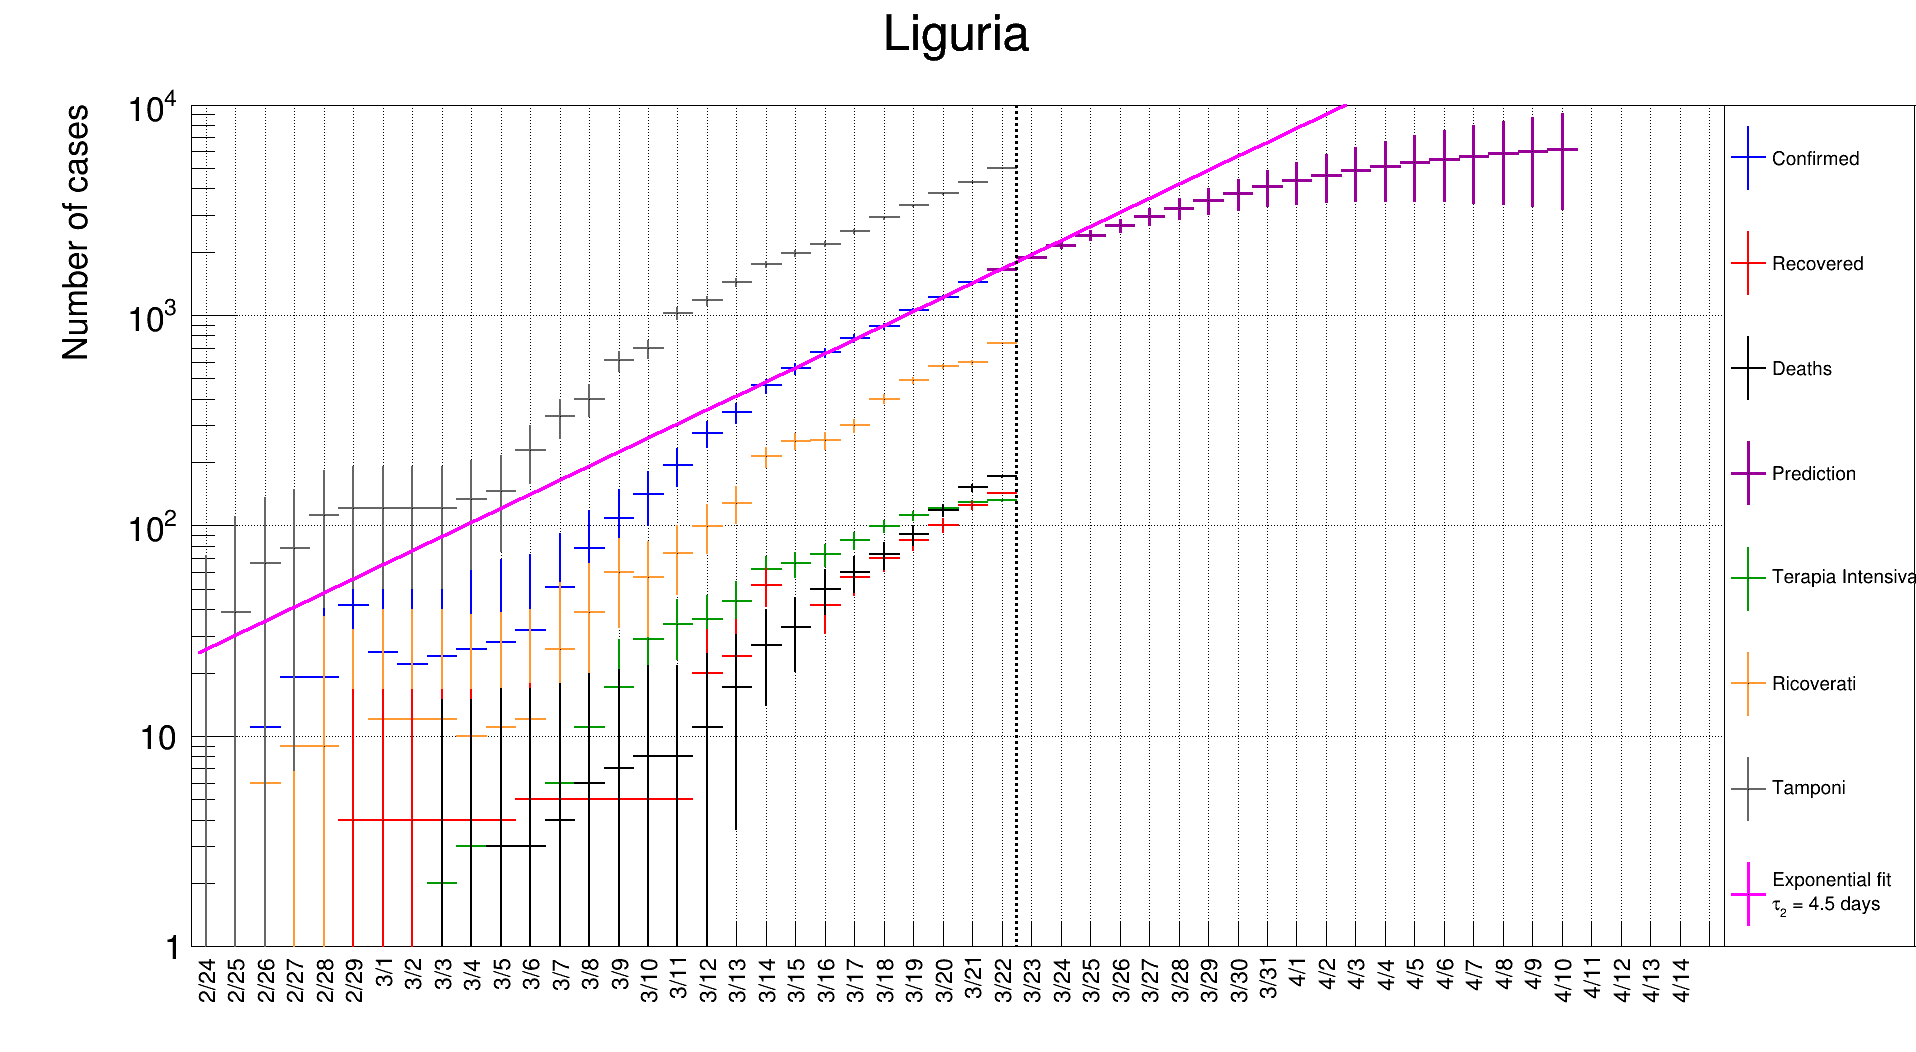 Liguria
Number of cases
10^4
10^3
10^2
10
1
2/24 2/25 2/26 2/27 2/28 2/29 3/1 3/2 3/3 3/4 3/5 3/6 3/7 3/8 3/9 3/10 3/11 3/12 3/13 3/14 3/15 3/16 3/17 3/18 3/19 3/20 3/21 3/22 3/23 3/24 3/25 3/26 3/27 3/28 3/29 3/30 3/31 4/1 4/2 4/3 4/4 4/5 4/6 4/7 4/8 4/9 4/10 4/11 4/12 4/13 4/14
Confirmed
Recovered
Deaths
Prediction
Terapia Intensiva
Ricoverati
Tamponi
Exponential fit
τ₂ = 4.5 days